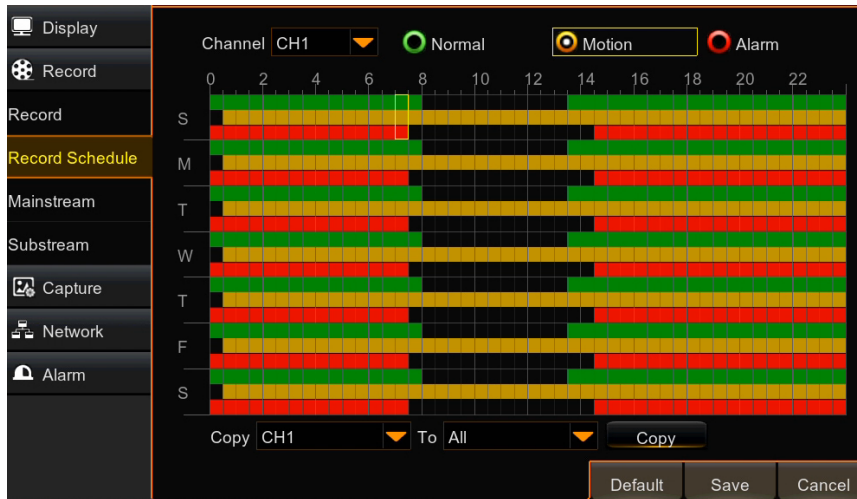 Display
Record
Record
Record Schedule
Mainstream
Substream
Capture
Network
Alarm
Channel CH1 Normal Motion Alarm
0 2 4 6 8 10 12 14 16 18 20 22
S
M
T
W
T
F
S
Copy CH1 To All Copy
Default Save Cancel